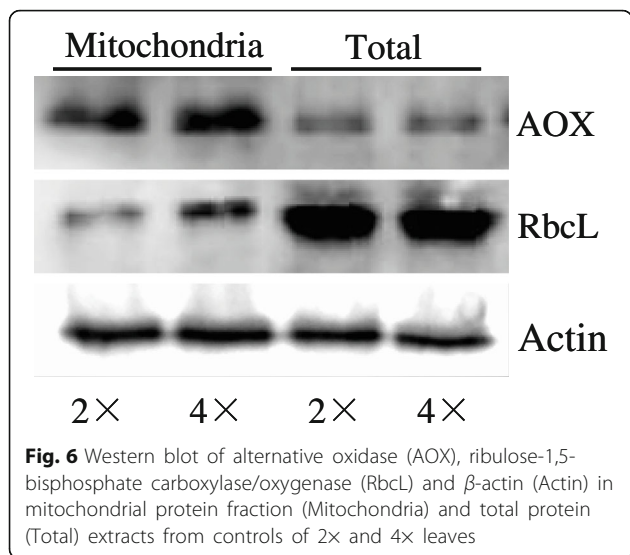 Mitochondria Total
AOX
RbcL
Actin
2× 4× 2× 4×
Fig. 6 Western blot of alternative oxidase (AOX), ribulose-1,5-
bisphosphate carboxylase/oxygenase (RbcL) and β-actin (Actin) in
mitochondrial protein fraction (Mitochondria) and total protein
(Total) extracts from controls of 2× and 4× leaves